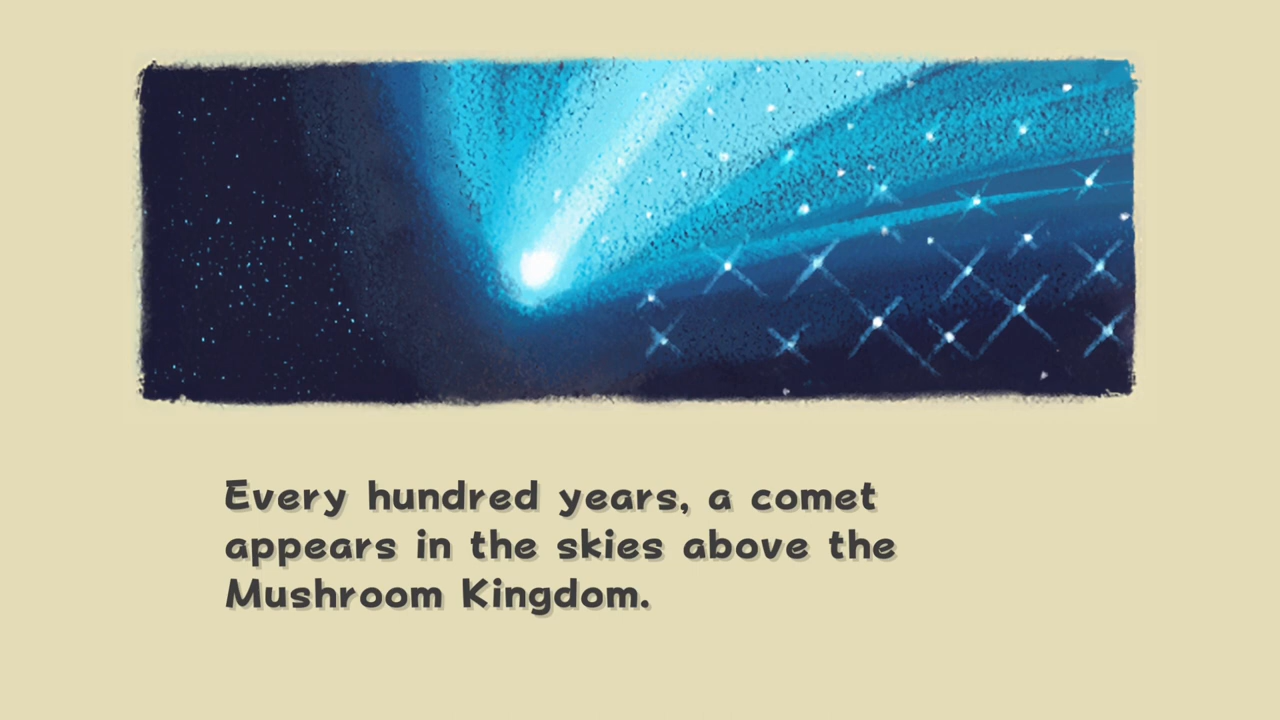 Every hundred years, a comet
appears in the skies above the
Mushroom Kingdom.